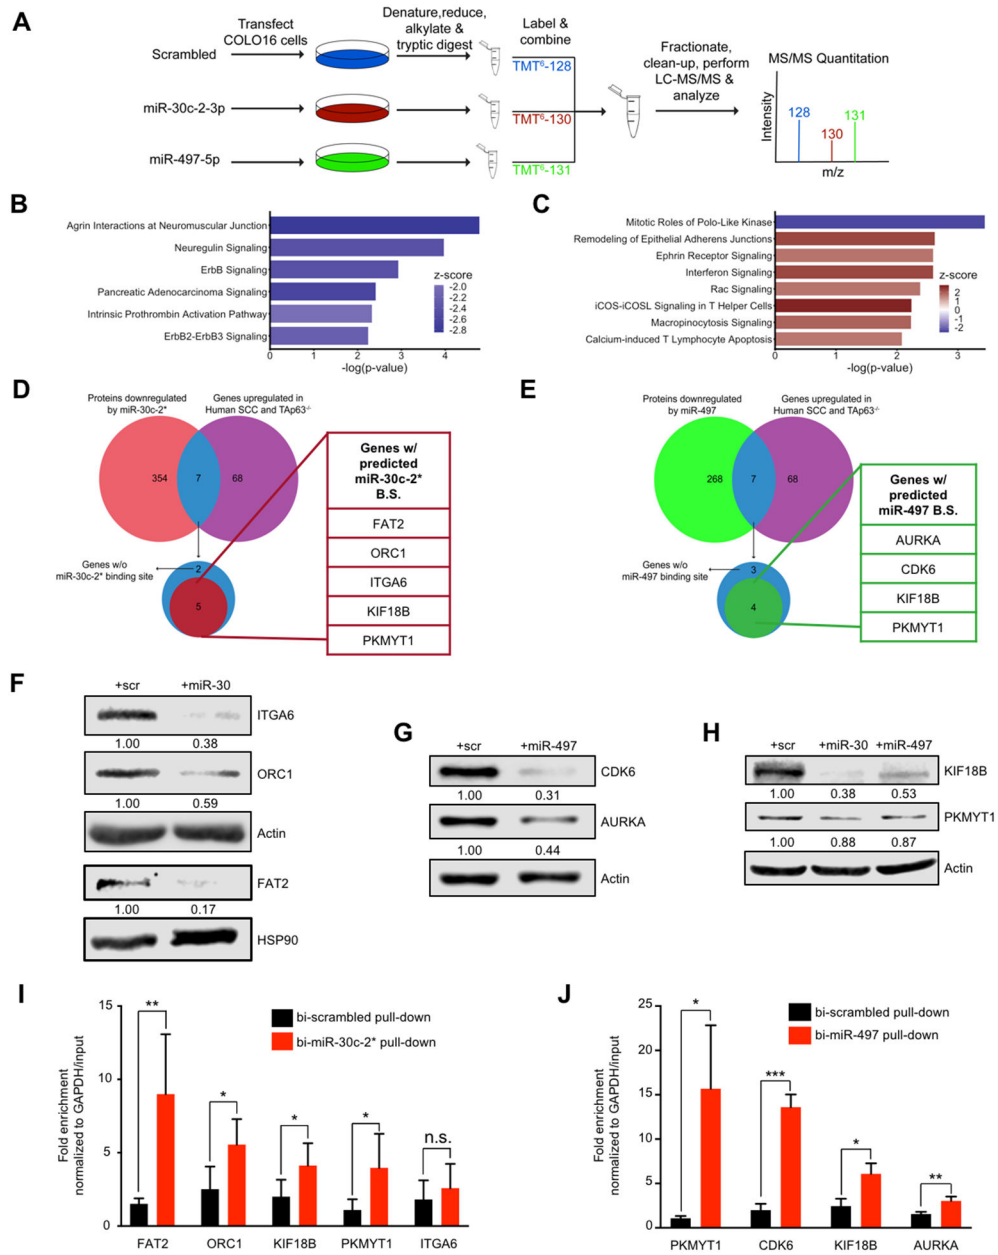 A
Scrambled
Transfect
COLO16 cells
Denature,reduce,
alkylate &
tryptic digest
Label &
combine
TMT⁶-128
Fractionate,
clean-up, perform
LC-MS/MS &
analyze
MS/MS Quantitation
miR-30c-2-3p
TMT⁶-130
miR-497-5p
TMT⁶-131
Intensity
128
130
131
m/z
B
Agrin Interactions at Neuromuscular Junction
Neuregulin Signaling
ErbB Signaling
Pancreatic Adenocarcinoma Signaling
Intrinsic Prothrombin Activation Pathway
ErbB2-ErbB3 Signaling
z-score
-2.0
-2.2
-2.4
-2.6
-2.8
0 1 2 3 4
-log(p-value)
C
Mitotic Roles of Polo-Like Kinase
Remodeling of Epithelial Adherens Junctions
Ephrin Receptor Signaling
Interferon Signaling
Rac Signaling
iCOS-iCOSL Signaling in T Helper Cells
Macropinocytosis Signaling
Calcium-induced T Lymphocyte Apoptosis
z-score
2
1
0
-1
-2
0 1 2 3
-log(p-value)
D
Proteins downregulated
by miR-30c-2*
Genes upregulated in
Human SCC and TAp63-/-
354 7 68
Genes w/o
miR-30c-2* binding site
2
5
Genes w/
predicted
miR-30c-2*
B.S.
FAT2
ORC1
ITGA6
KIF18B
PKMYT1
E
Proteins downregulated
by miR-497
Genes upregulated in
Human SCC and TAp63-/-
268 7 68
Genes w/o
miR-497 binding site
3
4
Genes w/
predicted
miR-497 B.S.
AURKA
CDK6
KIF18B
PKMYT1
F
+scr +miR-30
ITGA6
1.00 0.38
ORC1
1.00 0.59
Actin
FAT2
1.00 0.17
HSP90
G
+scr +miR-497
CDK6
1.00 0.31
AURKA
1.00 0.44
Actin
H
+scr +miR-30 +miR-497
KIF18B
1.00 0.38 0.53
PKMYT1
1.00 0.88 0.87
Actin
I
Fold enrichment
normalized to GAPDH/input
15
10
5
0
bi-scrambled pull-down
bi-miR-30c-2* pull-down
** * * * n.s.
FAT2 ORC1 KIF18B PKMYT1 ITGA6
J
Fold enrichment
normalized to GAPDH/input
25
20
15
10
5
0
bi-scrambled pull-down
bi-miR-497 pull-down
* *** * **
PKMYT1 CDK6 KIF18B AURKA